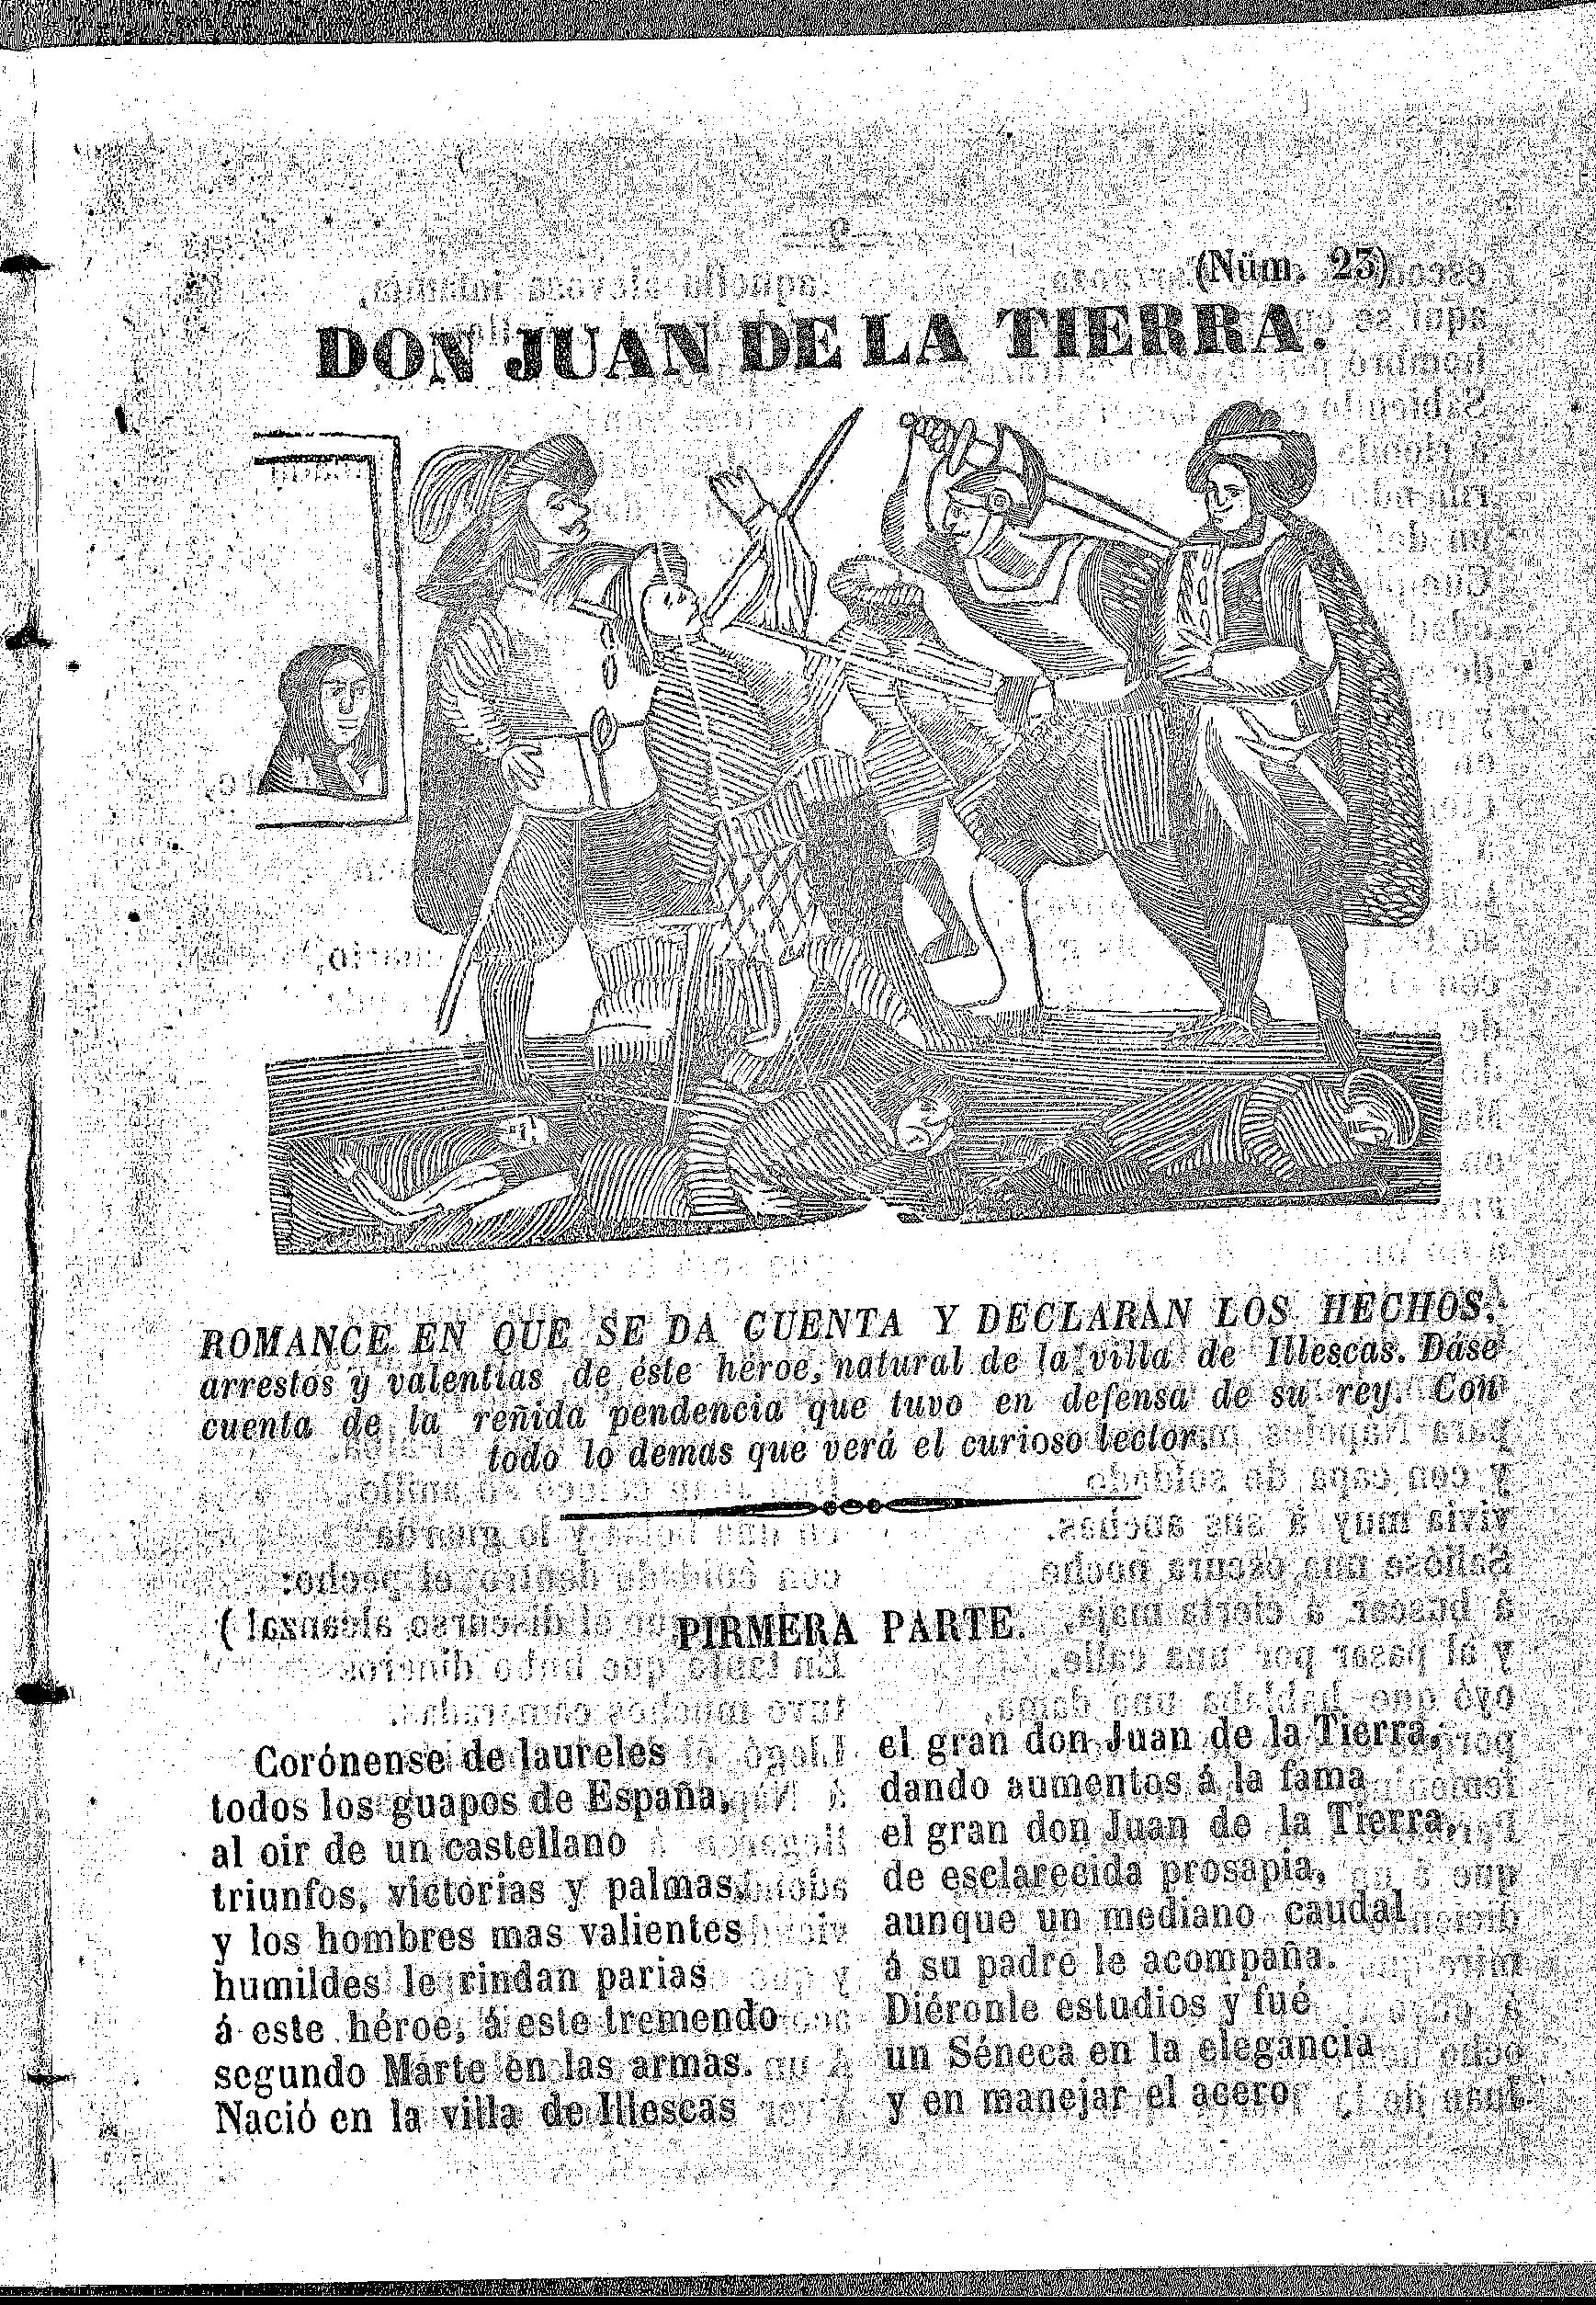 (Núm. 23)
DON JUAN DE LA TIERRA.
ROMANCE EN QUE SE DA CUENTA Y DECLARAN LOS HECHOS,
arrestos y valentias de éste héroe, natural de la villa de Illescas. Dáse
cuenta de la reñida pendencia que tuvo en defensa de su rey. Con
todo lo demas que verá el curioso lector.
PIRMERA PARTE.
Corónense de laureles
todos los guapos de España,
al oir de un castellano
triunfos, victorias y palmas,
y los hombres mas valientes
humildes le rindan parias
á este héroe, á este tremendo
segundo Marte en las armas.
Nació en la villa de Illescas
el gran don Juan de la Tierra,
dando aumentos á la fama
el gran don Juan de la Tierra,
de esclarecida prosapia,
aunque un mediano caudal
á su padre le acompaña.
Diéronle estudios y fué
un Séneca en la elegancia
y en manejar el acero